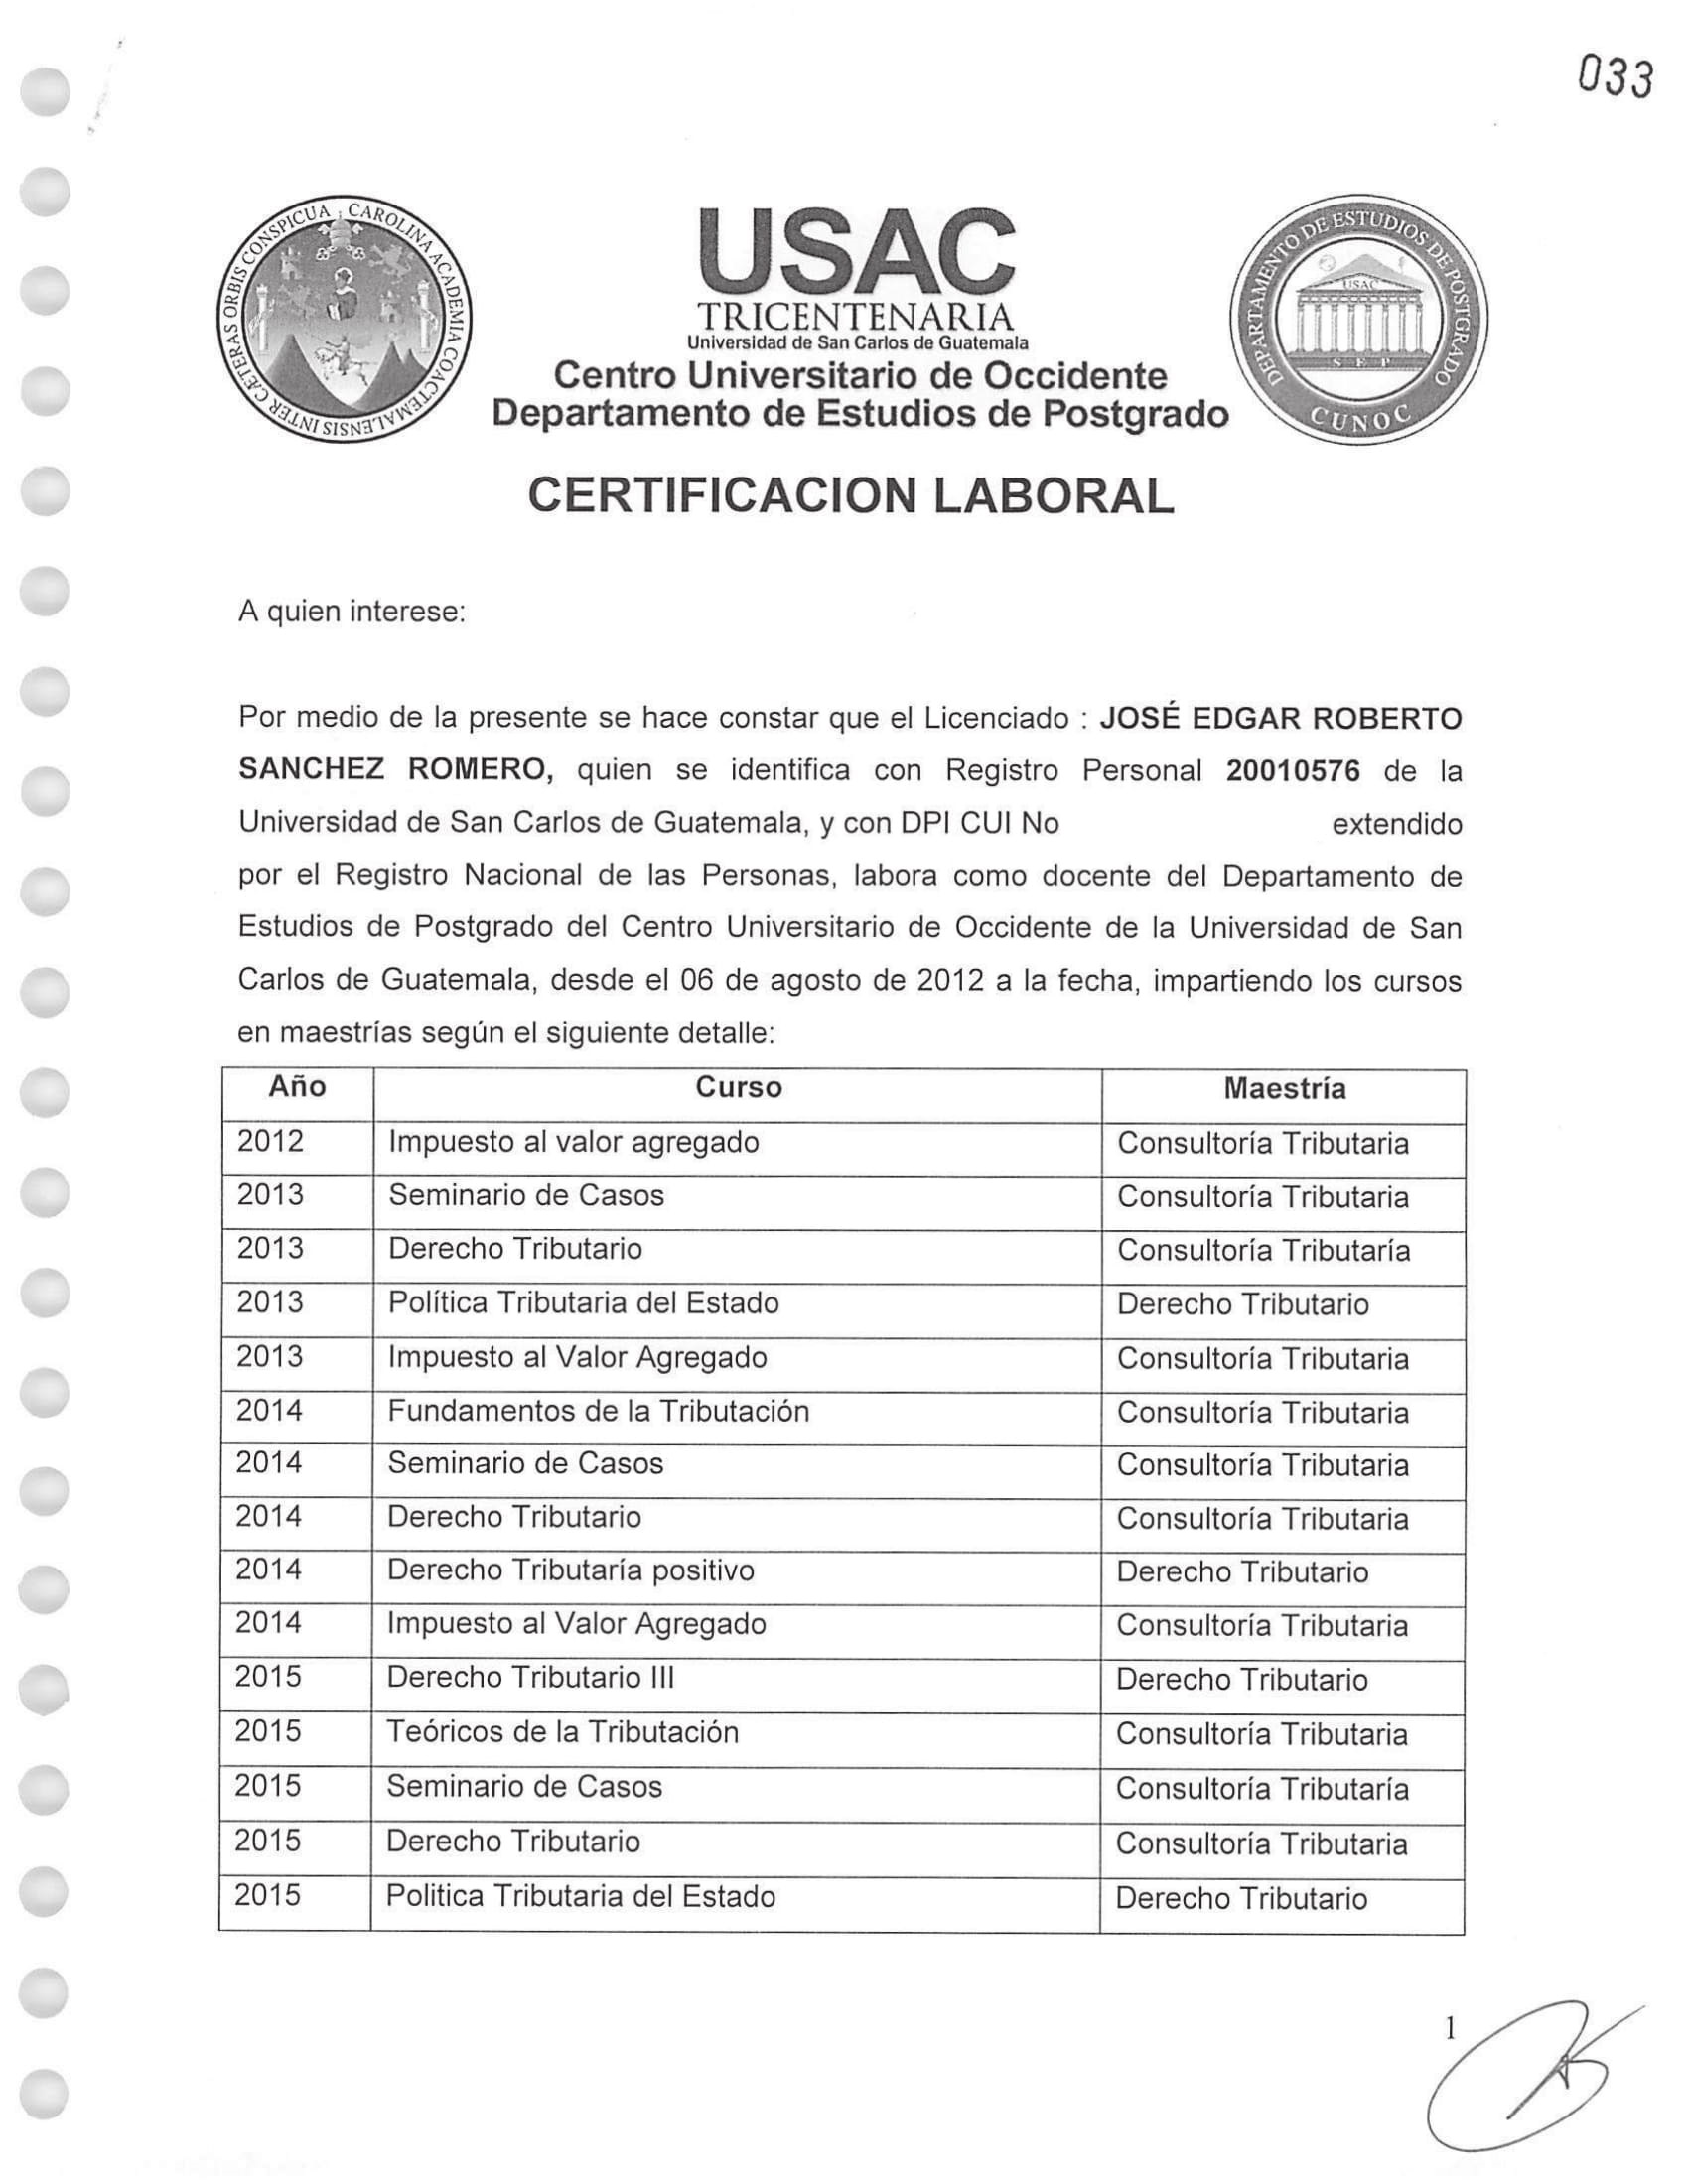 033
CAROLINA ACADEMIA COACTEMALENSIS INTER CÆTERAS ORBIS CONSPICUA
USAC
TRICENTENARIA
Universidad de San Carlos de Guatemala
Centro Universitario de Occidente
Departamento de Estudios de Postgrado
DEPARTAMENTO DE ESTUDIOS DE POSTGRADO
USAC
S E P
CUNOC
CERTIFICACION LABORAL
A quien interese:
Por medio de la presente se hace constar que el Licenciado : JOSÉ EDGAR ROBERTO
SANCHEZ ROMERO, quien se identifica con Registro Personal 20010576 de la
Universidad de San Carlos de Guatemala, y con DPI CUI No extendido
por el Registro Nacional de las Personas, labora como docente del Departamento de
Estudios de Postgrado del Centro Universitario de Occidente de la Universidad de San
Carlos de Guatemala, desde el 06 de agosto de 2012 a la fecha, impartiendo los cursos
en maestrías según el siguiente detalle:
Año Curso Maestría
2012 Impuesto al valor agregado Consultoría Tributaria
2013 Seminario de Casos Consultoría Tributaria
2013 Derecho Tributario Consultoría Tributaría
2013 Política Tributaria del Estado Derecho Tributario
2013 Impuesto al Valor Agregado Consultoría Tributaria
2014 Fundamentos de la Tributación Consultoría Tributaria
2014 Seminario de Casos Consultoría Tributaria
2014 Derecho Tributario Consultoría Tributaria
2014 Derecho Tributaría positivo Derecho Tributario
2014 Impuesto al Valor Agregado Consultoría Tributaria
2015 Derecho Tributario III Derecho Tributario
2015 Teóricos de la Tributación Consultoría Tributaria
2015 Seminario de Casos Consultoría Tributaría
2015 Derecho Tributario Consultoría Tributaria
2015 Politica Tributaria del Estado Derecho Tributario
1